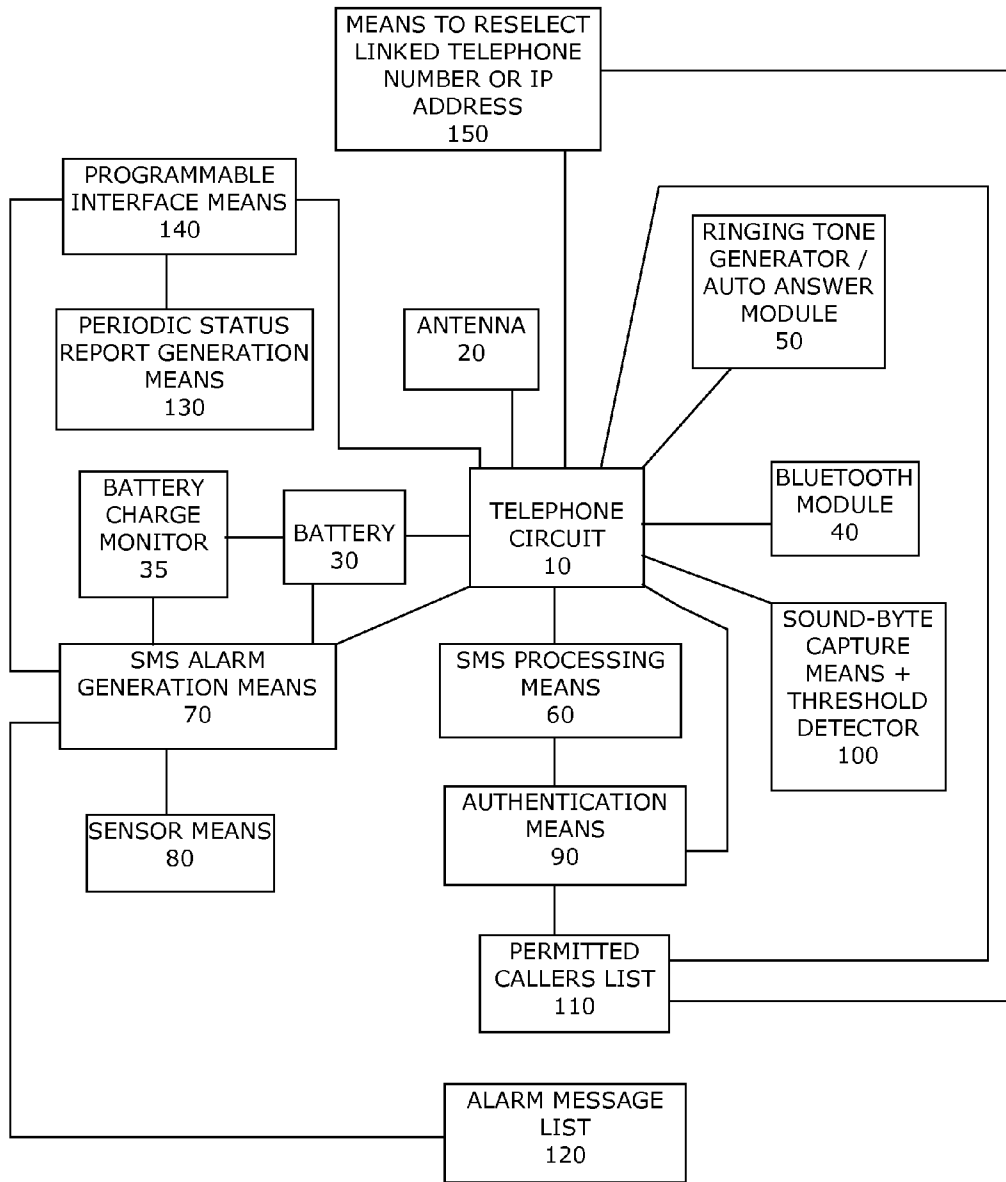 MEANS TO RESELECT
LINKED TELEPHONE
NUMBER OR IP
ADDRESS
150
PROGRAMMABLE
INTERFACE MEANS
140
RINGING TONE
GENERATOR /
AUTO ANSWER
MODULE
50
PERIODIC STATUS
REPORT GENERATION
MEANS
130
ANTENNA
20
BATTERY
CHARGE
MONITOR
35
BATTERY
30
TELEPHONE
CIRCUIT
10
BLUETOOTH
MODULE
40
SMS ALARM
GENERATION MEANS
70
SMS PROCESSING
MEANS
60
SOUND-BYTE
CAPTURE
MEANS +
THRESHOLD
DETECTOR
100
SENSOR MEANS
80
AUTHENTICATION
MEANS
90
PERMITTED
CALLERS LIST
110
ALARM MESSAGE
LIST
120